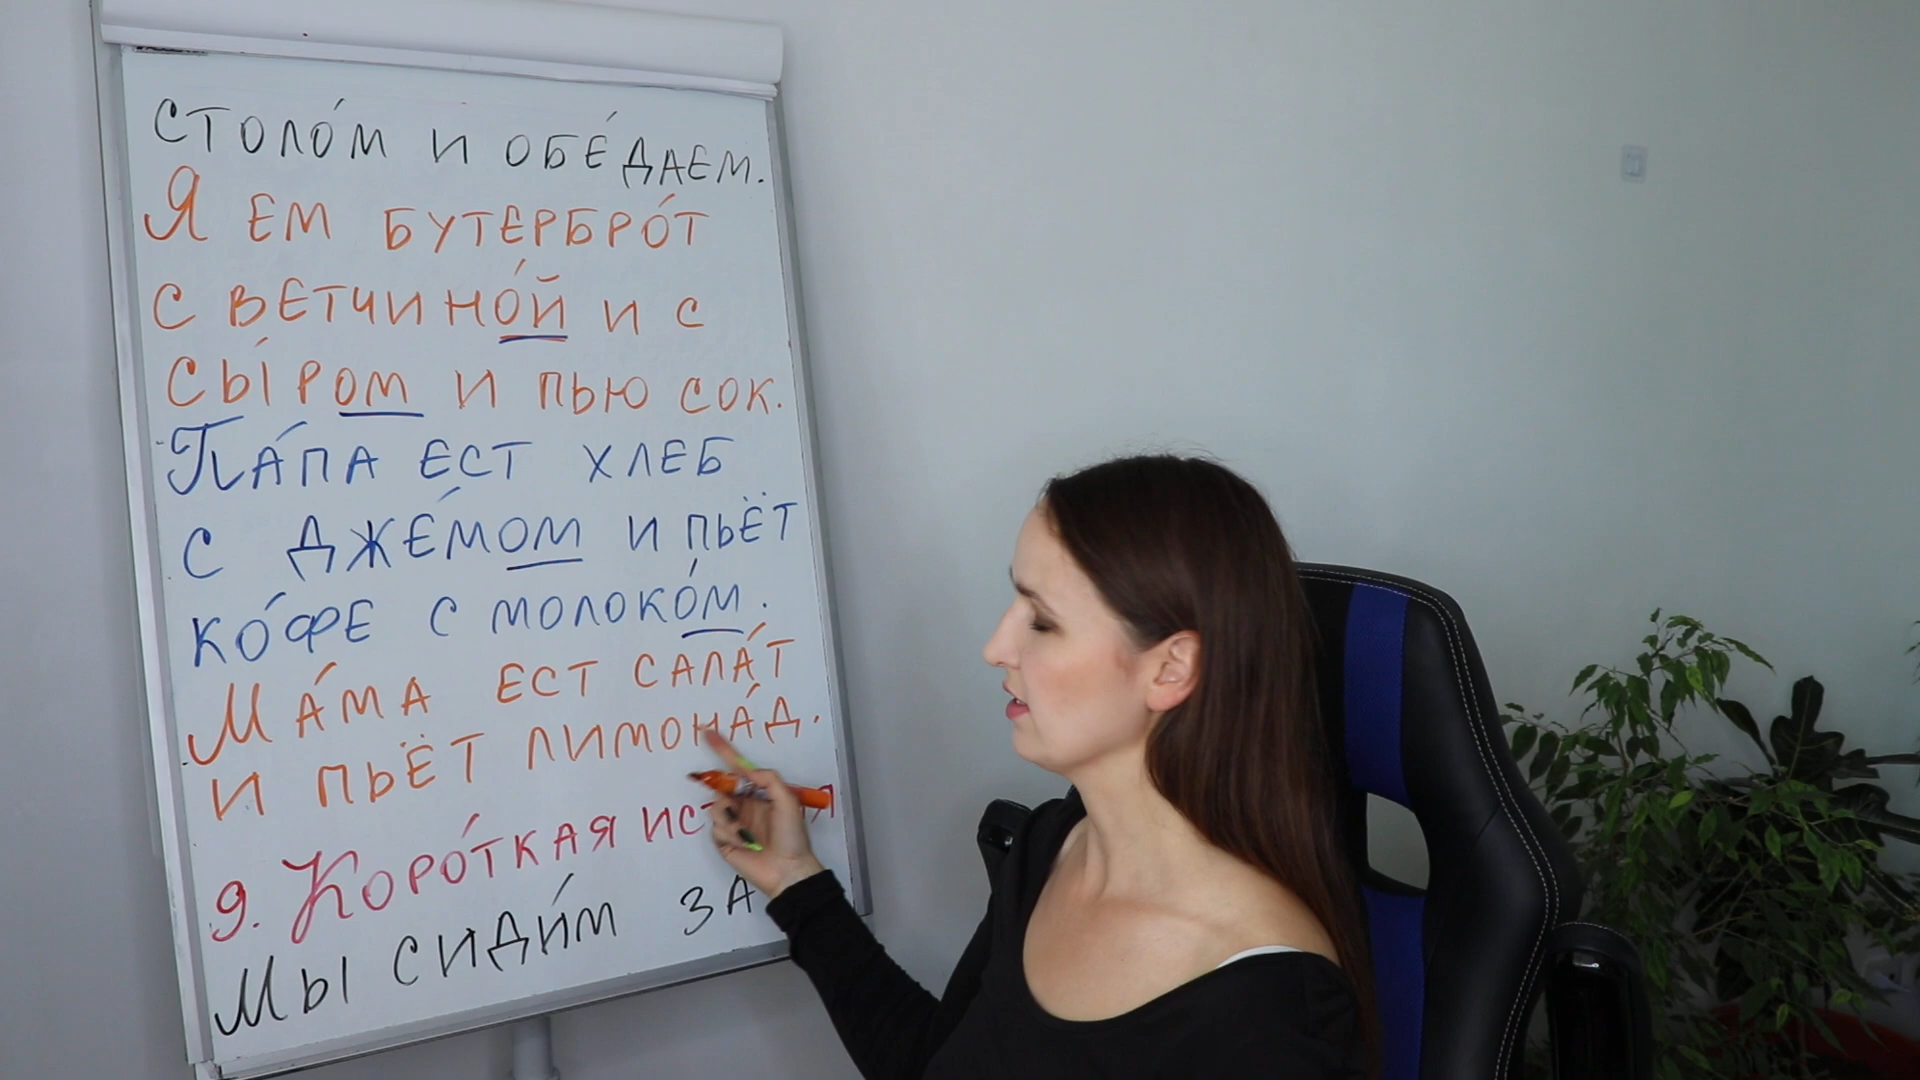 СТОЛО́М И ОБЕ́ДАЕМ.
Я ЕМ БУТЕРБРО́Т
С ВЕТЧИНО́Й И С
СЫ́РОМ И ПЬЮ СОК.
ПА́ПА ЕСТ ХЛЕБ
С ДЖЕ́МОМ И ПЬЁТ
КО́ФЕ С МОЛОКО́М.
МА́МА ЕСТ САЛА́Т
И ПЬЁТ ЛИМОНА́Д.
9. КОРО́ТКАЯ
МЫ СИДИ́М ЗА